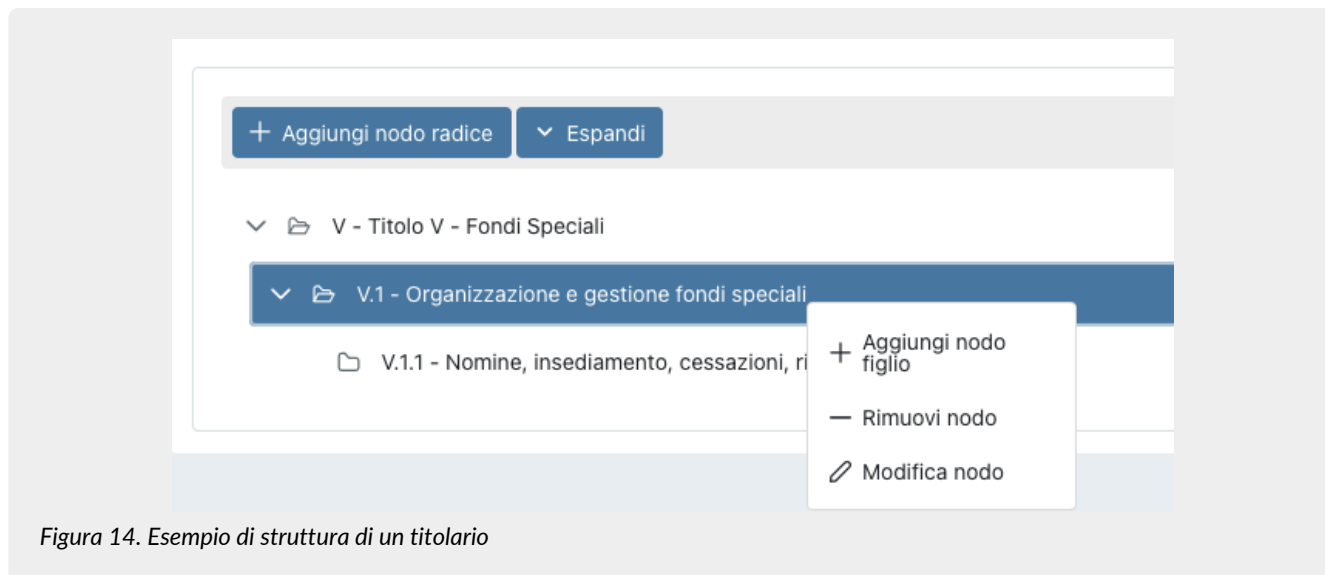 Aggiungi nodo radice Espandi
V - Titolo V - Fondi Speciali
V.1 - Organizzazione e gestione fondi speciali
Aggiungi nodo
figlio
V.1.1 - Nomine, insediamento, cessazioni, ri
Rimuovi nodo
Modifica nodo
Figura 14. Esempio di struttura di un titolario